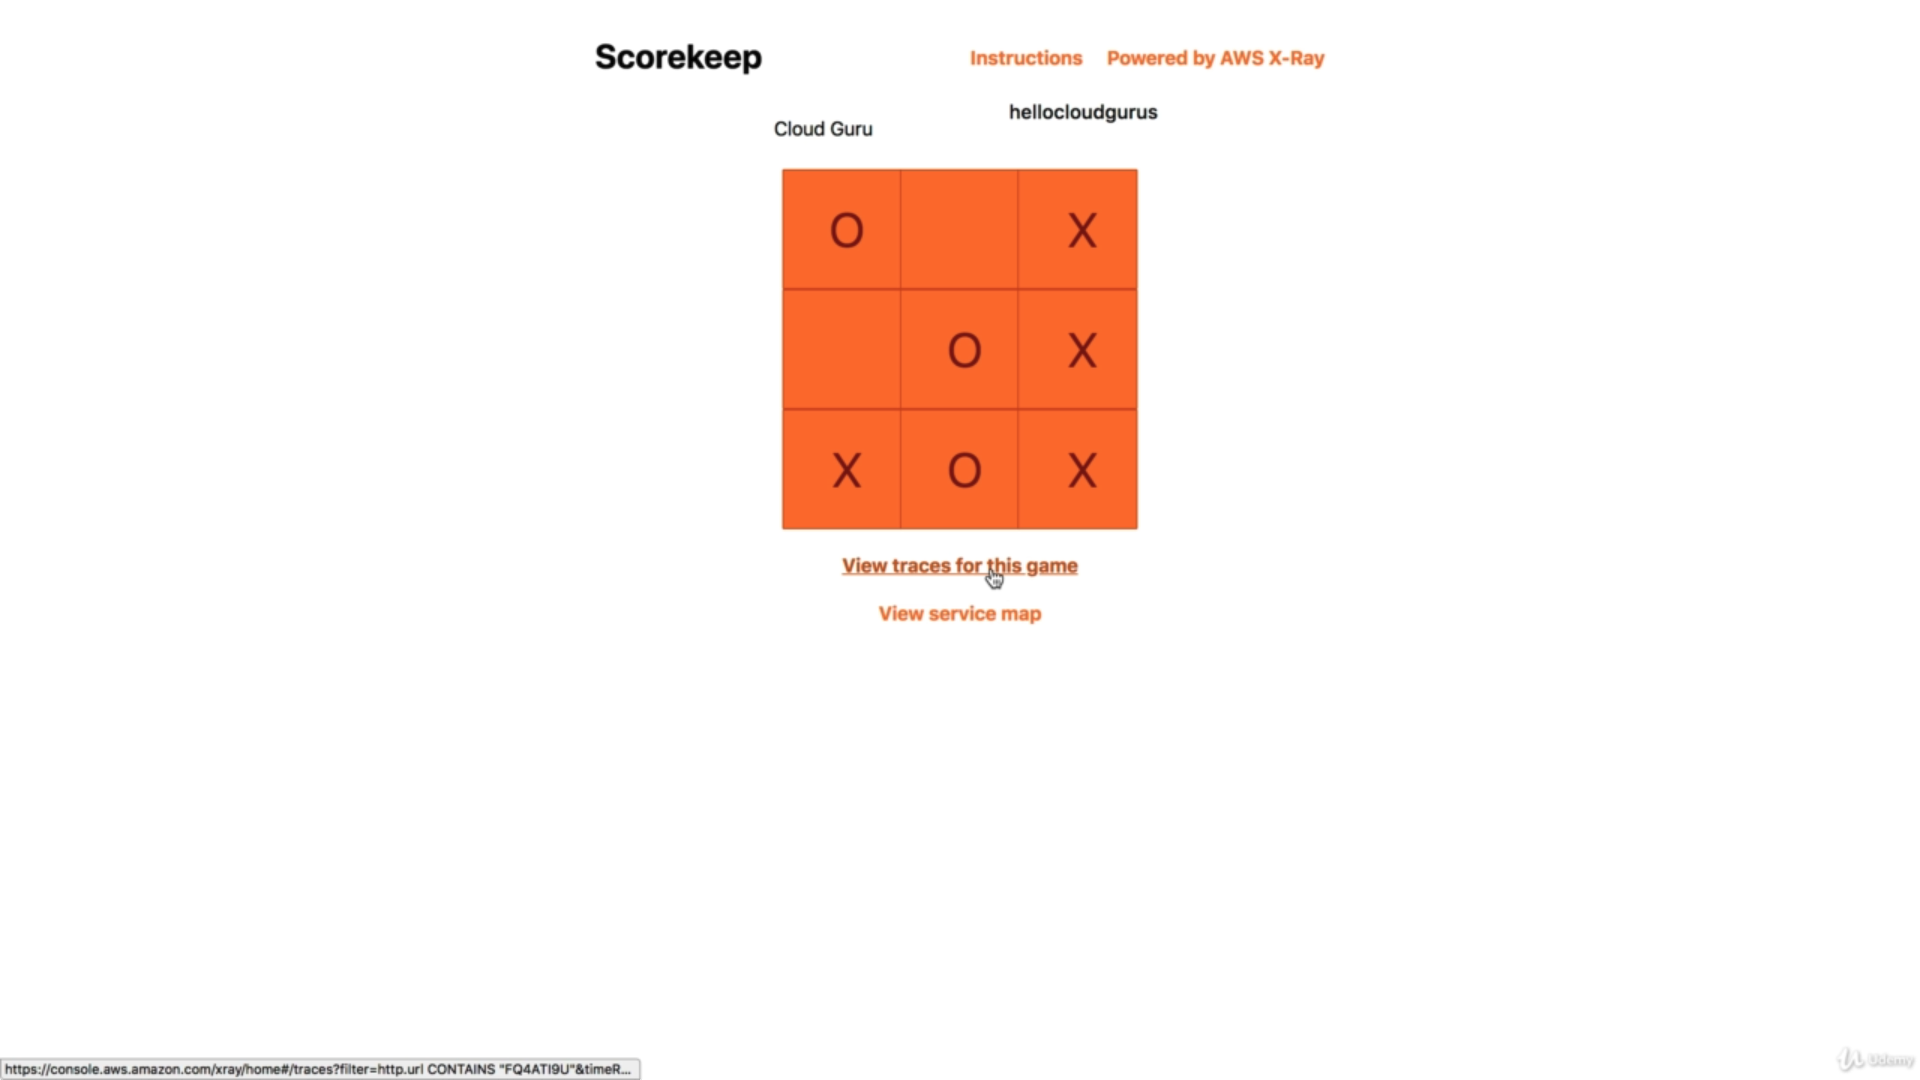 Scorekeep
Instructions
Powered by AWS X-Ray
hellocloudgurus
Cloud Guru
O X
O X
X O X
View traces for this game
View service map
https://console.aws.amazon.com/xray/home#/traces?filter=http.url CONTAINS "FQ4ATI9U"&timeR...
Udemy